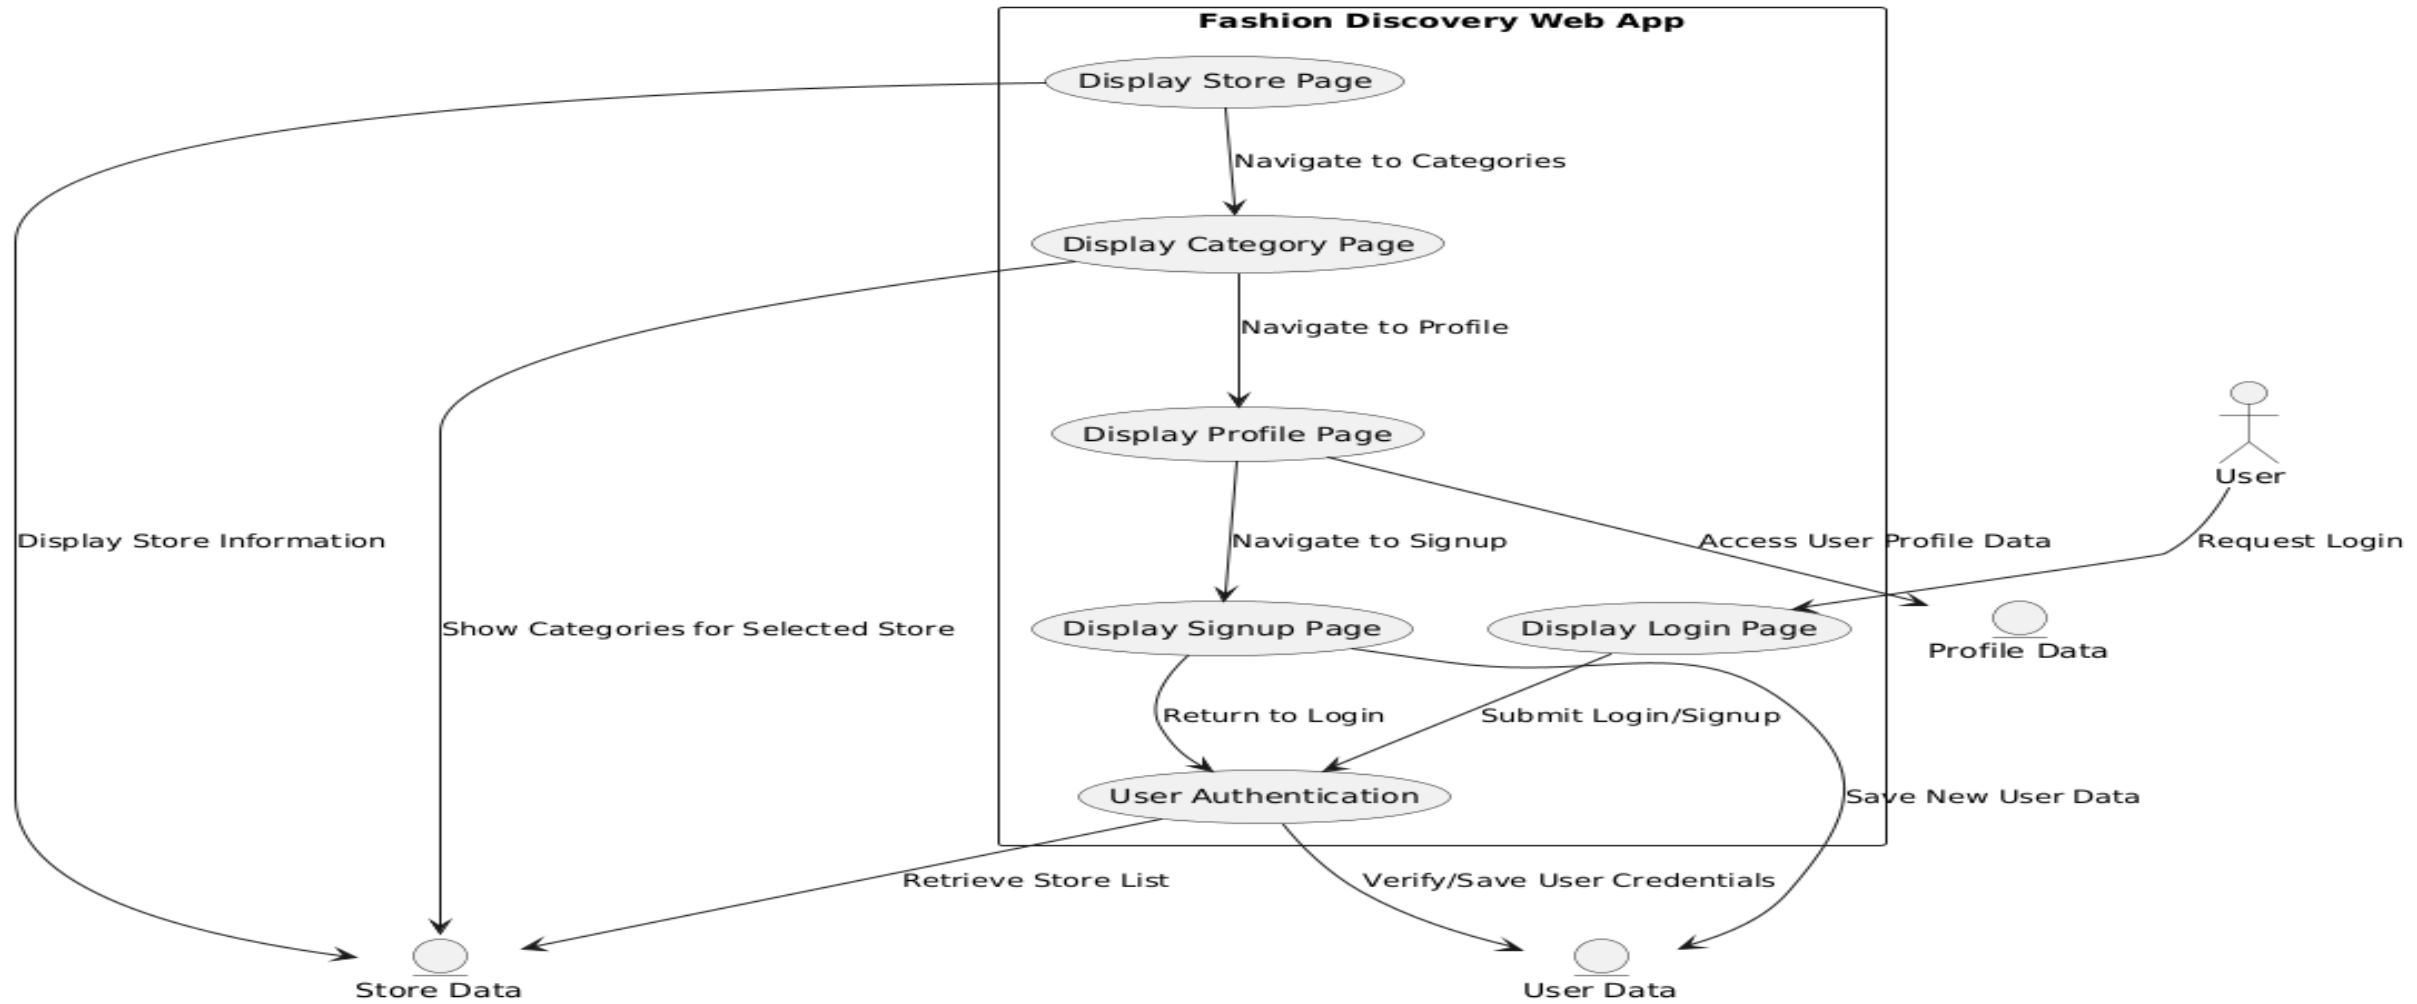 Fashion Discovery Web App
Display Store Page
Navigate to Categories
Display Category Page
Navigate to Profile
Display Profile Page
User
Display Store Information
Navigate to Signup
Access User Profile Data
Request Login
Show Categories for Selected Store
Display Signup Page
Display Login Page
Profile Data
Return to Login
Submit Login/Signup
User Authentication
Save New User Data
Retrieve Store List
Verify/Save User Credentials
Store Data
User Data